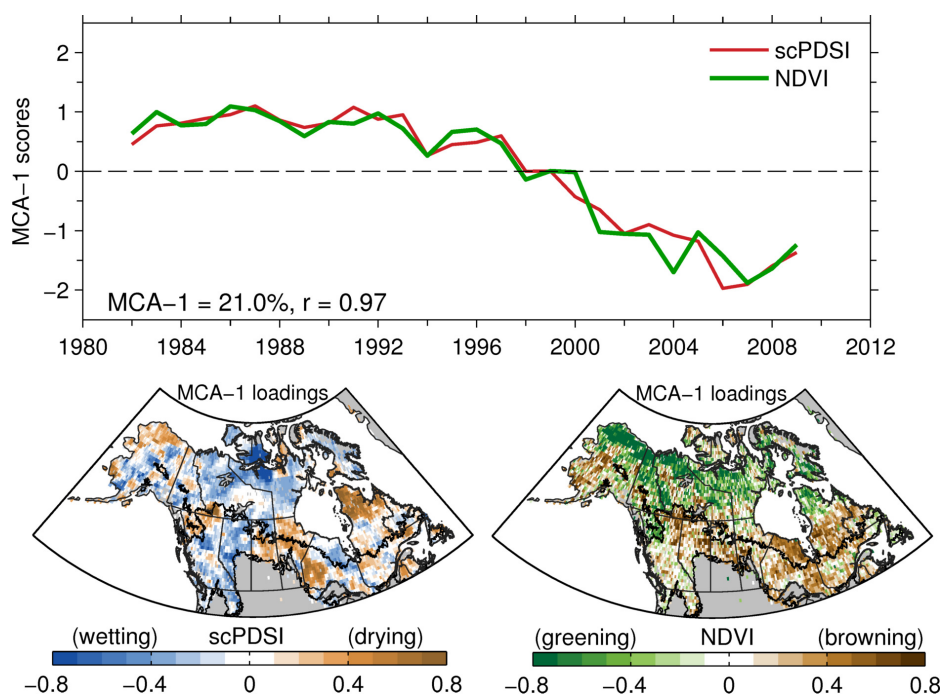 2
1
0
−1
−2
MCA−1 scores
scPDSI
NDVI
MCA−1 = 21.0%, r = 0.97
1980 1984 1988 1992 1996 2000 2004 2008 2012
MCA−1 loadings
MCA−1 loadings
(wetting) scPDSI (drying)
−0.8 −0.4 0 0.4 0.8
(greening) NDVI (browning)
−0.8 −0.4 0 0.4 0.8